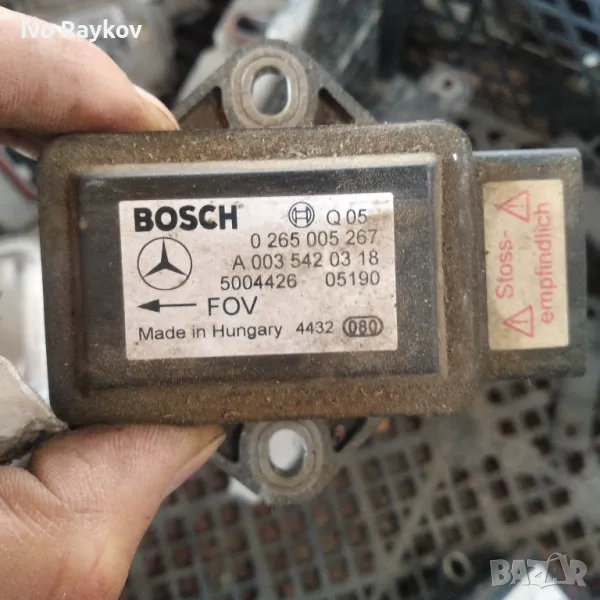 Ivo Raykov
BOSCH Q 05
0 265 005 267
A 003 542 03 18
5004426 05190
FOV
Made in Hungary 4432 080
Stoss-
empfindlich
BAZAR